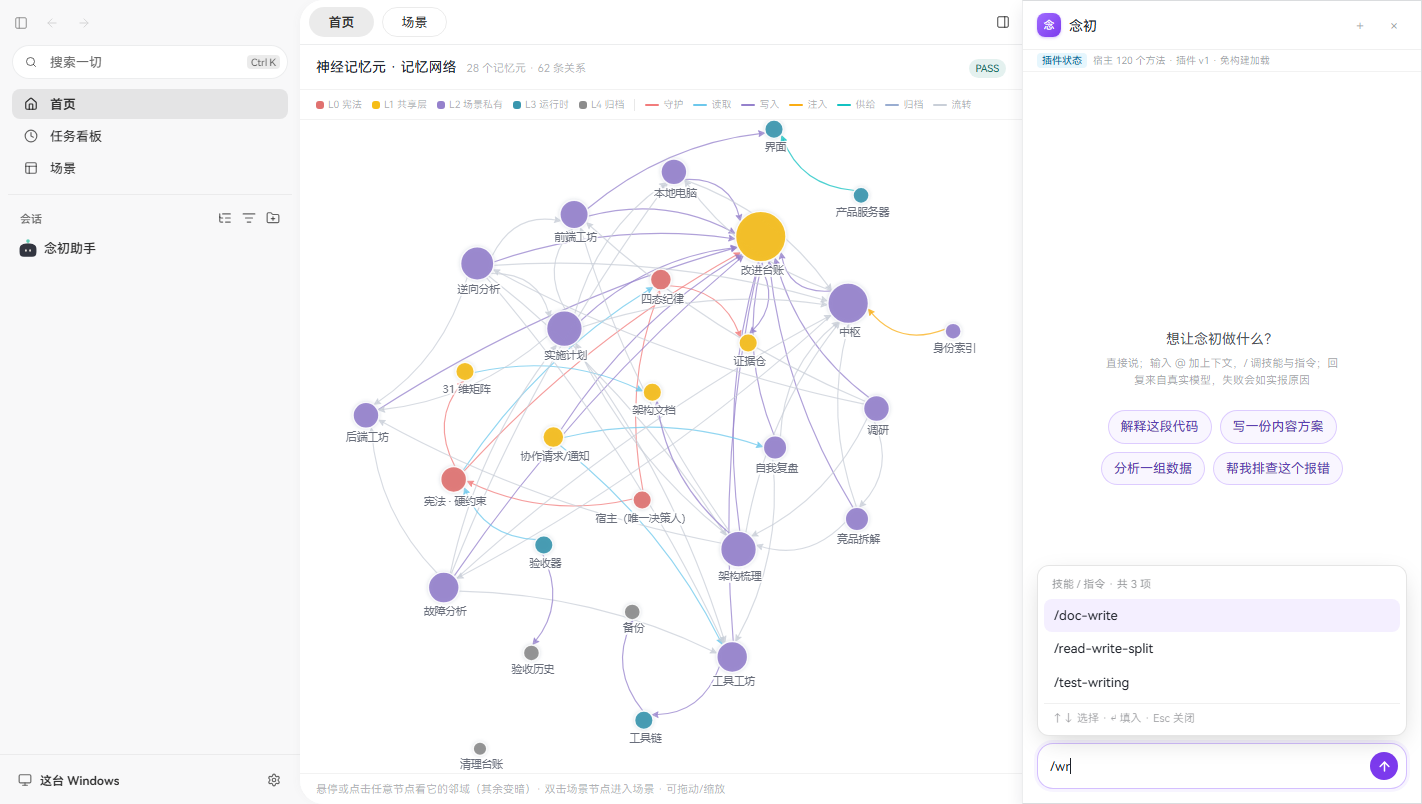 搜索一切 Ctrl K
首页
任务看板
场景
会话
念初助手
这台 Windows
首页 场景
神经记忆元 · 记忆网络 28 个记忆元 · 62 条关系 PASS
L0 宪法 L1 共享层 L2 场景私有 L3 运行时 L4 归档 守护 读取 写入 注入 供给 归档 流转
界面
本地电脑
产品服务器
前端工坊
改进台账
逆向分析
四态纪律
中枢
身份索引
实施计划
证据仓
31 维矩阵
架构文档
后端工坊
调研
协作请求/通知
自我复盘
宪法 · 硬约束
宿主（唯一决策人）
竞品拆解
验收器
架构梳理
故障分析
备份
验收历史
工具工坊
工具链
清理台账
悬停或点击任意节点看它的邻域（其余变暗） · 双击场景节点进入场景 · 可拖动/缩放
念 念初
插件状态 宿主 120 个方法 · 插件 v1 · 免构建加载
想让念初做什么？
直接说；输入 @ 加上下文，/ 调技能与指令；回
复来自真实模型，失败会如实报原因
解释这段代码 写一份内容方案
分析一组数据 帮我排查这个报错
技能 / 指令 · 共 3 项
/doc-write
/read-write-split
/test-writing
↑↓ 选择 · ↵ 填入 · Esc 关闭
/wr